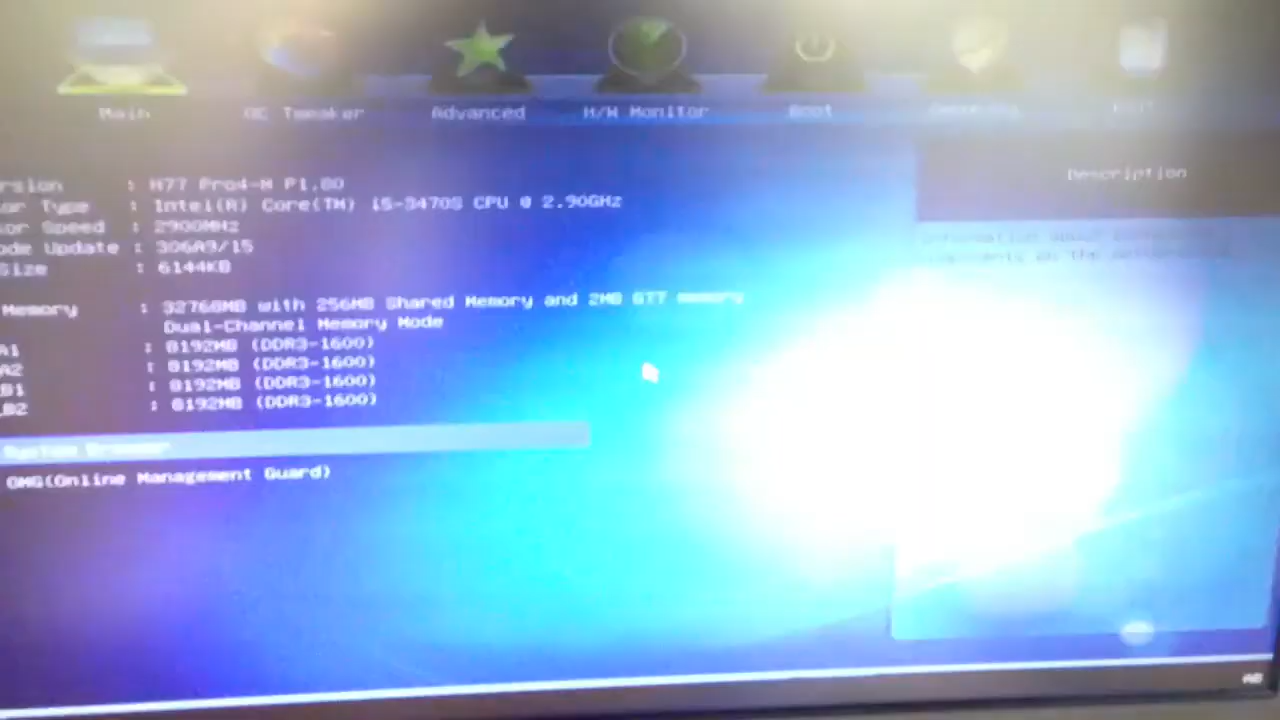 Main OC Tweaker Advanced H/W Monitor Boot
Description
rsion : H77 Pro4-M P1.80
or Type : Intel(R) Core(TM) i5-3470S CPU @ 2.90GHz
or Speed : 2900MHz
ode Update : 306A9/15
Size : 6144KB
Memory : 32768MB with 256MB Shared Memory and 2MB GTT memory
Dual-Channel Memory Mode
A1 : 8192MB (DDR3-1600)
A2 : 8192MB (DDR3-1600)
B1 : 8192MB (DDR3-1600)
B2 : 8192MB (DDR3-1600)
System Browser
OMG(Online Management Guard)